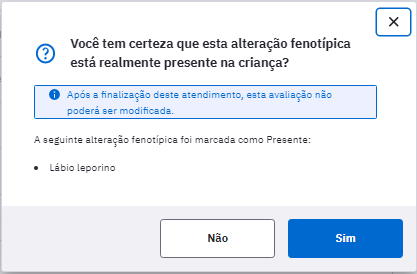 Você tem certeza que esta alteração fenotípica
está realmente presente na criança?
Após a finalização deste atendimento, esta avaliação não
poderá ser modificada.
A seguinte alteração fenotípica foi marcada como Presente:
• Lábio leporino
Não
Sim